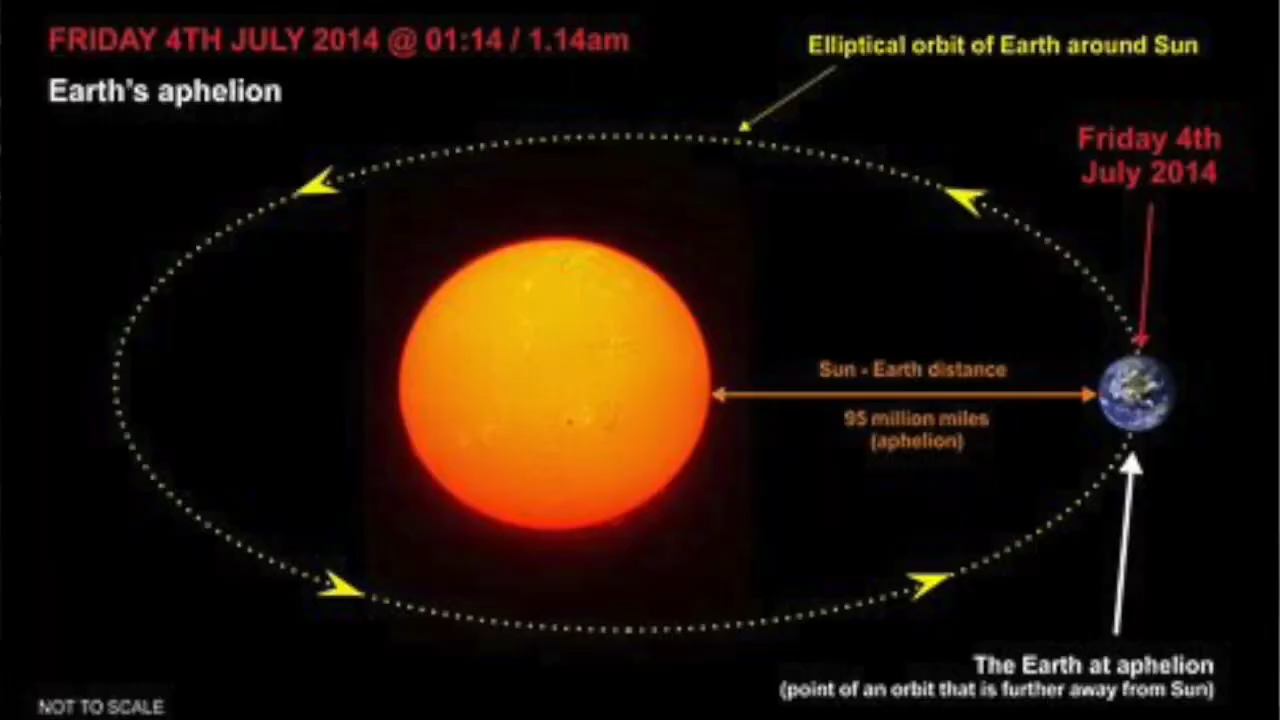 FRIDAY 4TH JULY 2014 @ 01:14 / 1.14am
Earth's aphelion
Elliptical orbit of Earth around Sun
Friday 4th
July 2014
Sun - Earth distance
95 million miles
(aphelion)
The Earth at aphelion
(point of an orbit that is further away from Sun)
NOT TO SCALE